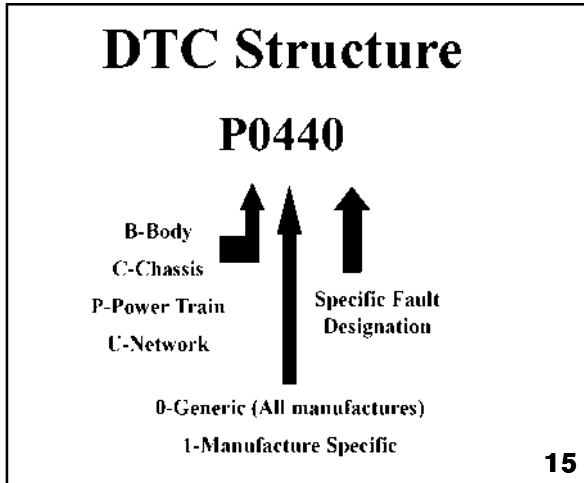 DTC Structure
P0440
B-Body
C-Chassis
P-Power Train
U-Network
Specific Fault
Designation
0-Generic (All manufactures)
1-Manufacture Specific
15